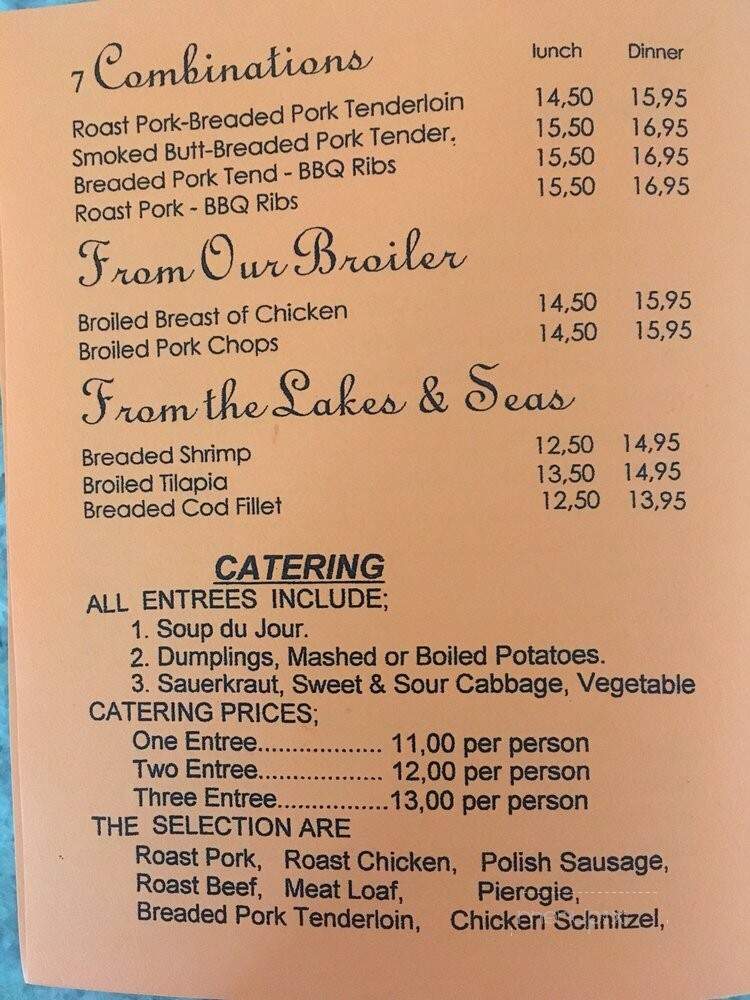 7 Combinations lunch Dinner
Roast Pork-Breaded Pork Tenderloin 14,50 15,95
Smoked Butt-Breaded Pork Tender. 15,50 16,95
Breaded Pork Tend - BBQ Ribs 15,50 16,95
Roast Pork - BBQ Ribs 15,50 16,95
From Our Broiler
Broiled Breast of Chicken 14,50 15,95
Broiled Pork Chops 14,50 15,95
From the Lakes & Seas
Breaded Shrimp 12,50 14,95
Broiled Tilapia 13,50 14,95
Breaded Cod Fillet 12,50 13,95
CATERING
ALL ENTREES INCLUDE;
1. Soup du Jour.
2. Dumplings, Mashed or Boiled Potatoes.
3. Sauerkraut, Sweet & Sour Cabbage, Vegetable
CATERING PRICES;
One Entree.................. 11,00 per person
Two Entree.................. 12,00 per person
Three Entree................13,00 per person
THE SELECTION ARE
Roast Pork, Roast Chicken, Polish Sausage,
Roast Beef, Meat Loaf, Pierogie,
Breaded Pork Tenderloin, Chicken Schnitzel,